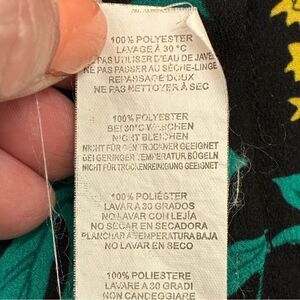 100% POLYESTER
LAVAGE À 30 °C
PAS UTILISER D'EAU DE JAVEL
NE PAS PASSER AU SÈCHE-LINGE
REPASSAGE DOUX
NE PAS NETTOYER À SEC
100% POLYESTER
BEI 30°C WASCHEN
NICHT BLEICHEN
NICHT FÜR DEN TROCKNER GEEIGNET
BEI GERINGER TEMPERATUR BÜGELN
NICHT FÜR TROCKENREINIGUNG GEEIGNET
100% POLIÉSTER
LAVAR A 30 GRADOS
NO LAVAR CON LEJÍA
NO SECAR EN SECADORA
PLANCHAR A TEMPERATURA BAJA
NO LAVAR EN SECO
100% POLIESTERE
LAVARE A 30 GRADI
NON CANDEGGIARE